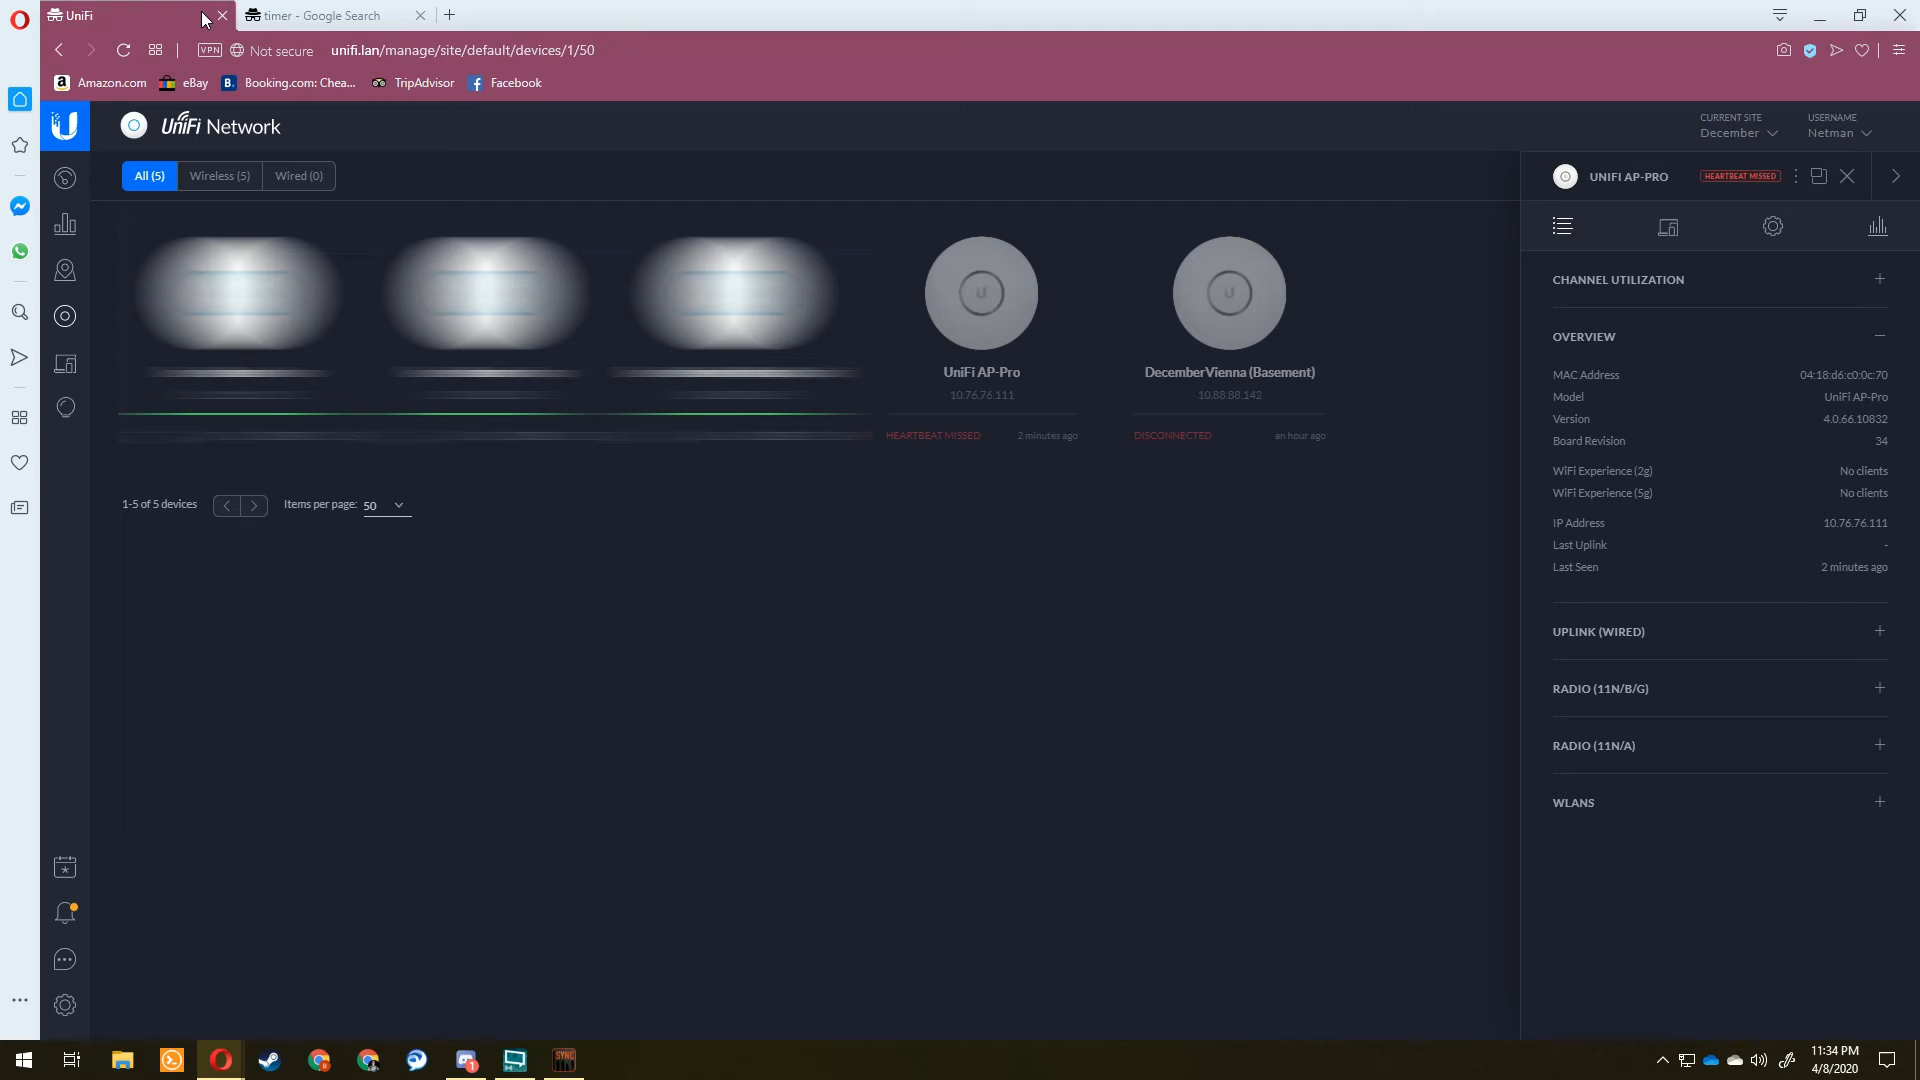 UniFi
timer - Google Search
VPN
Not secure
unifi.lan/manage/site/default/devices/1/50
Amazon.com
eBay
Booking.com: Chea...
TripAdvisor
Facebook
UniFi Network
CURRENT SITE
December
USERNAME
Netman
All (5)
Wireless (5)
Wired (0)
UNIFI AP-PRO
HEARTBEAT MISSED
UniFi AP-Pro
10.76.76.111
HEARTBEAT MISSED
2 minutes ago
DecemberVienna (Basement)
10.88.88.142
DISCONNECTED
an hour ago
1-5 of 5 devices
Items per page: 50
CHANNEL UTILIZATION
OVERVIEW
MAC Address 04:18:d6:c0:0c:70
Model UniFi AP-Pro
Version 4.0.66.10832
Board Revision 34
WiFi Experience (2g) No clients
WiFi Experience (5g) No clients
IP Address 10.76.76.111
Last Uplink -
Last Seen 2 minutes ago
UPLINK (WIRED)
RADIO (11N/B/G)
RADIO (11N/A)
WLANS
SYNC
11:34 PM
4/8/2020